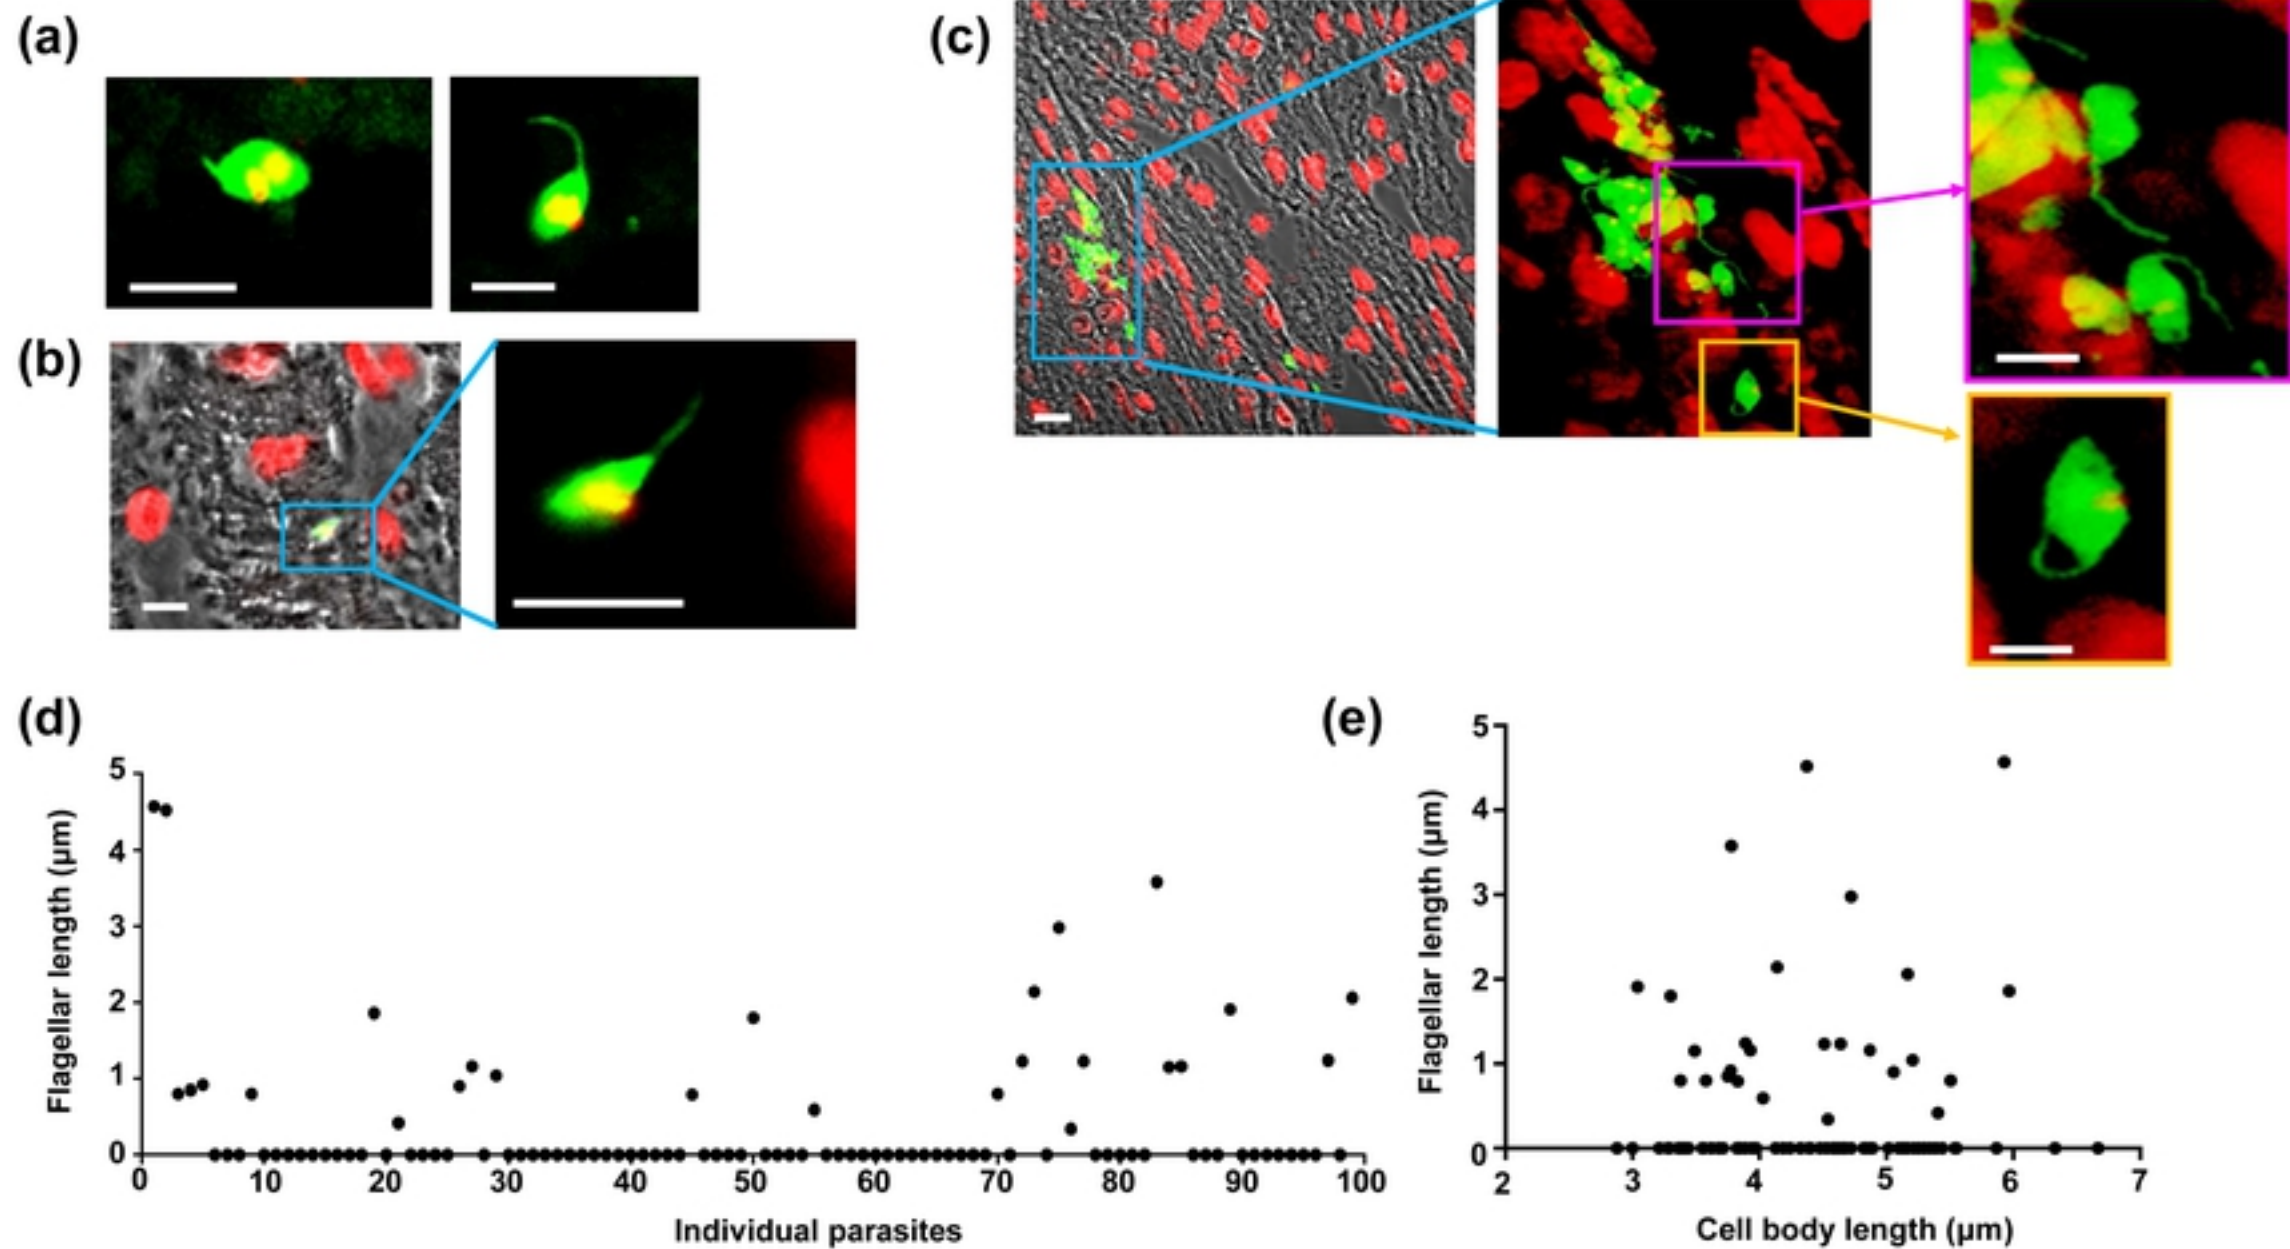 (a)
(c)
(b)
(d)
5
4
3
2
1
0
Flagellar length (µm)
0 10 20 30 40 50 60 70 80 90 100
Individual parasites
(e)
5
4
3
2
1
0
Flagellar length (µm)
2 3 4 5 6 7
Cell body length (µm)